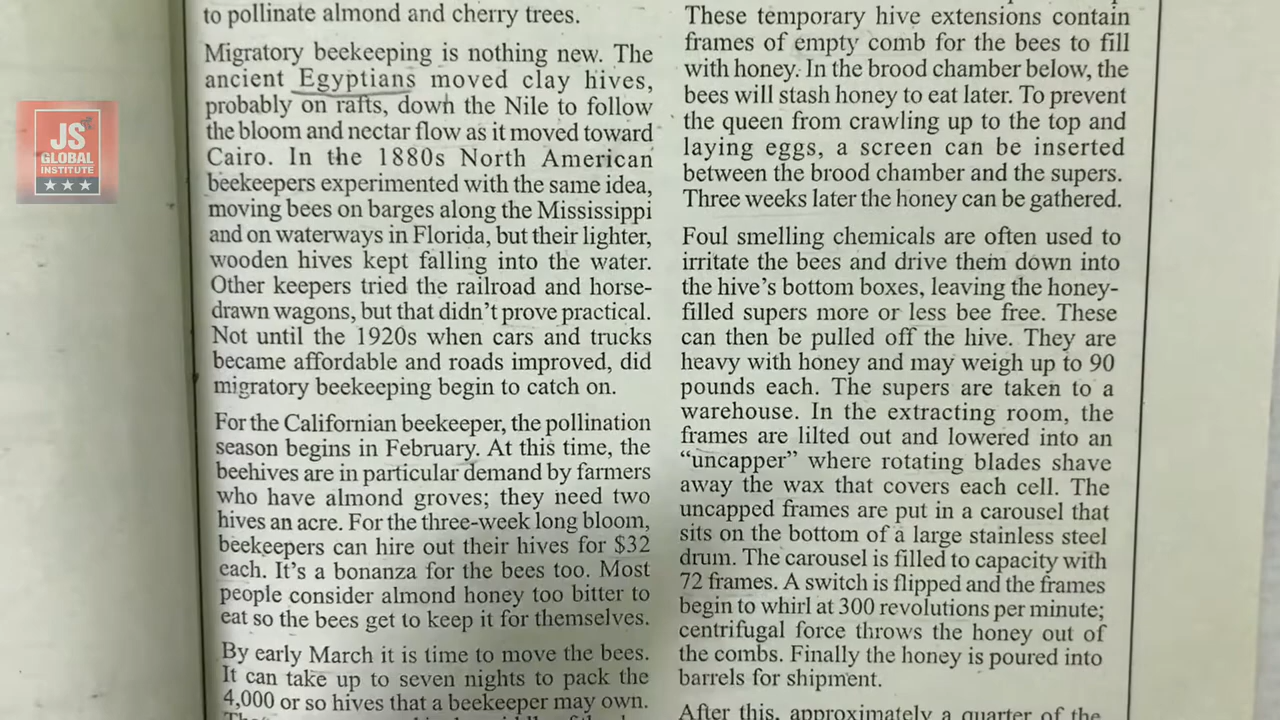 JS
GLOBAL
INSTITUTE
to pollinate almond and cherry trees.
Migratory beekeeping is nothing new. The
ancient Egyptians moved clay hives,
probably on rafts, down the Nile to follow
the bloom and nectar flow as it moved toward
Cairo. In the 1880s North American
beekeepers experimented with the same idea,
moving bees on barges along the Mississippi
and on waterways in Florida, but their lighter,
wooden hives kept falling into the water.
Other keepers tried the railroad and horse-
drawn wagons, but that didn't prove practical.
Not until the 1920s when cars and trucks
became affordable and roads improved, did
migratory beekeeping begin to catch on.
For the Californian beekeeper, the pollination
season begins in February. At this time, the
beehives are in particular demand by farmers
who have almond groves; they need two
hives an acre. For the three-week long bloom,
beekeepers can hire out their hives for $32
each. It's a bonanza for the bees too. Most
people consider almond honey too bitter to
eat so the bees get to keep it for themselves.
By early March it is time to move the bees.
It can take up to seven nights to pack the
4,000 or so hives that a beekeeper may own.
These temporary hive extensions contain
frames of empty comb for the bees to fill
with honey. In the brood chamber below, the
bees will stash honey to eat later. To prevent
the queen from crawling up to the top and
laying eggs, a screen can be inserted
between the brood chamber and the supers.
Three weeks later the honey can be gathered.
Foul smelling chemicals are often used to
irritate the bees and drive them down into
the hive's bottom boxes, leaving the honey-
filled supers more or less bee free. These
can then be pulled off the hive. They are
heavy with honey and may weigh up to 90
pounds each. The supers are taken to a
warehouse. In the extracting room, the
frames are lilted out and lowered into an
“uncapper” where rotating blades shave
away the wax that covers each cell. The
uncapped frames are put in a carousel that
sits on the bottom of a large stainless steel
drum. The carousel is filled to capacity with
72 frames. A switch is flipped and the frames
begin to whirl at 300 revolutions per minute;
centrifugal force throws the honey out of
the combs. Finally the honey is poured into
barrels for shipment.
After this, approximately a quarter of the